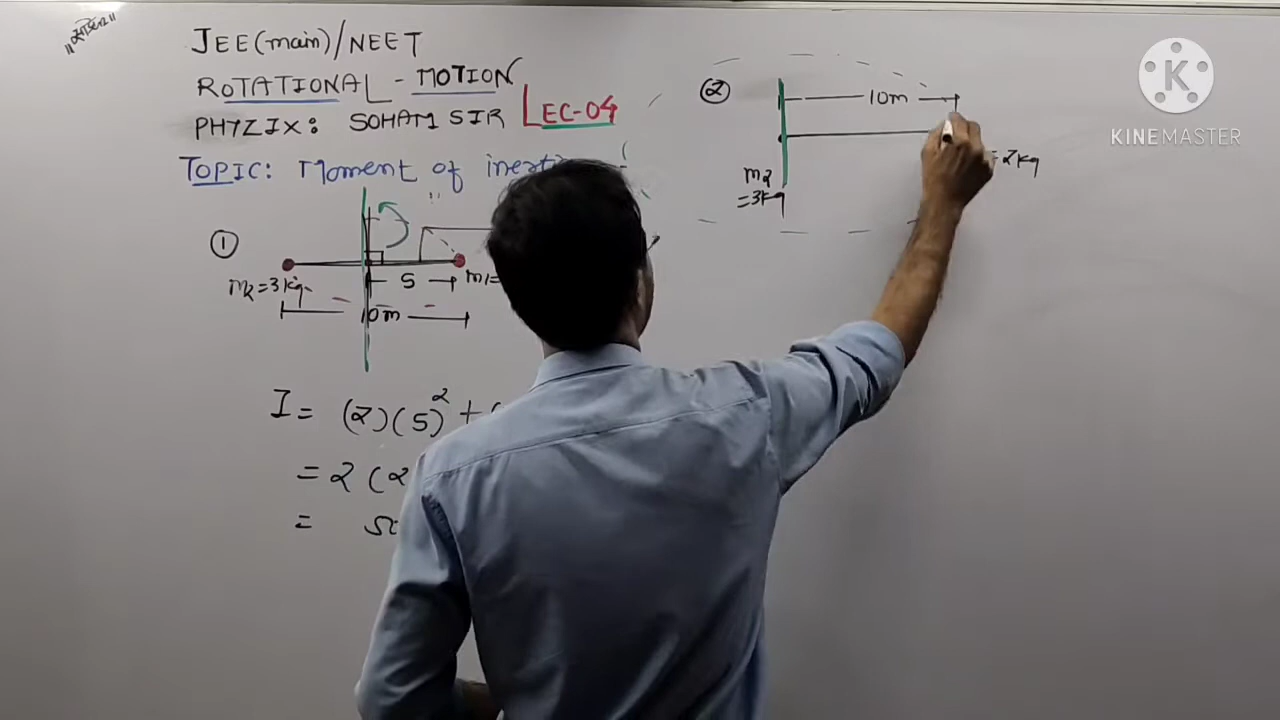 JEE(main)/NEET
ROTATIONAL - MOTION
LEC-04
PHYZIX: SOHAM SIR
TOPIC: Moment of inertia
①
5
m1=
m2=3kg
10m
I = (2)(5)² + (
= 2 (2
=
②
10m
m2
=3kg
=2kg
K
KINEMASTER